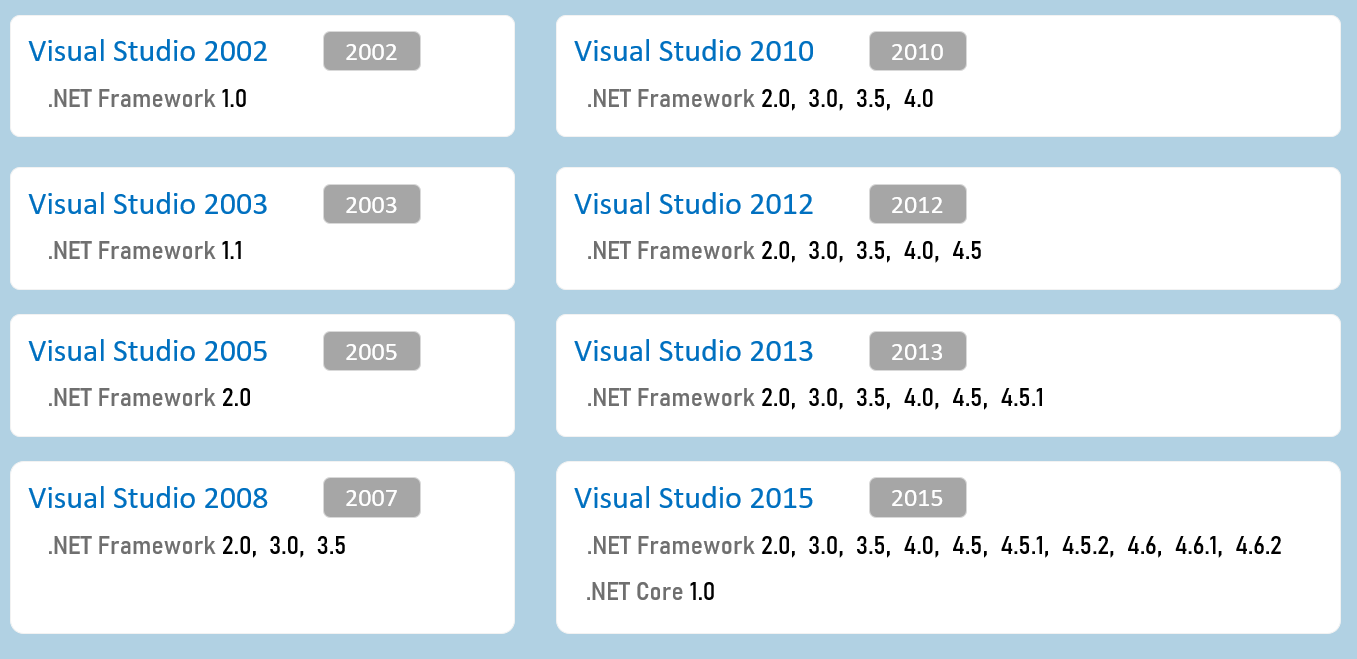 Visual Studio 2002 2002
.NET Framework 1.0
Visual Studio 2003 2003
.NET Framework 1.1
Visual Studio 2005 2005
.NET Framework 2.0
Visual Studio 2008 2007
.NET Framework 2.0, 3.0, 3.5
Visual Studio 2010 2010
.NET Framework 2.0, 3.0, 3.5, 4.0
Visual Studio 2012 2012
.NET Framework 2.0, 3.0, 3.5, 4.0, 4.5
Visual Studio 2013 2013
.NET Framework 2.0, 3.0, 3.5, 4.0, 4.5, 4.5.1
Visual Studio 2015 2015
.NET Framework 2.0, 3.0, 3.5, 4.0, 4.5, 4.5.1, 4.5.2, 4.6, 4.6.1, 4.6.2
.NET Core 1.0